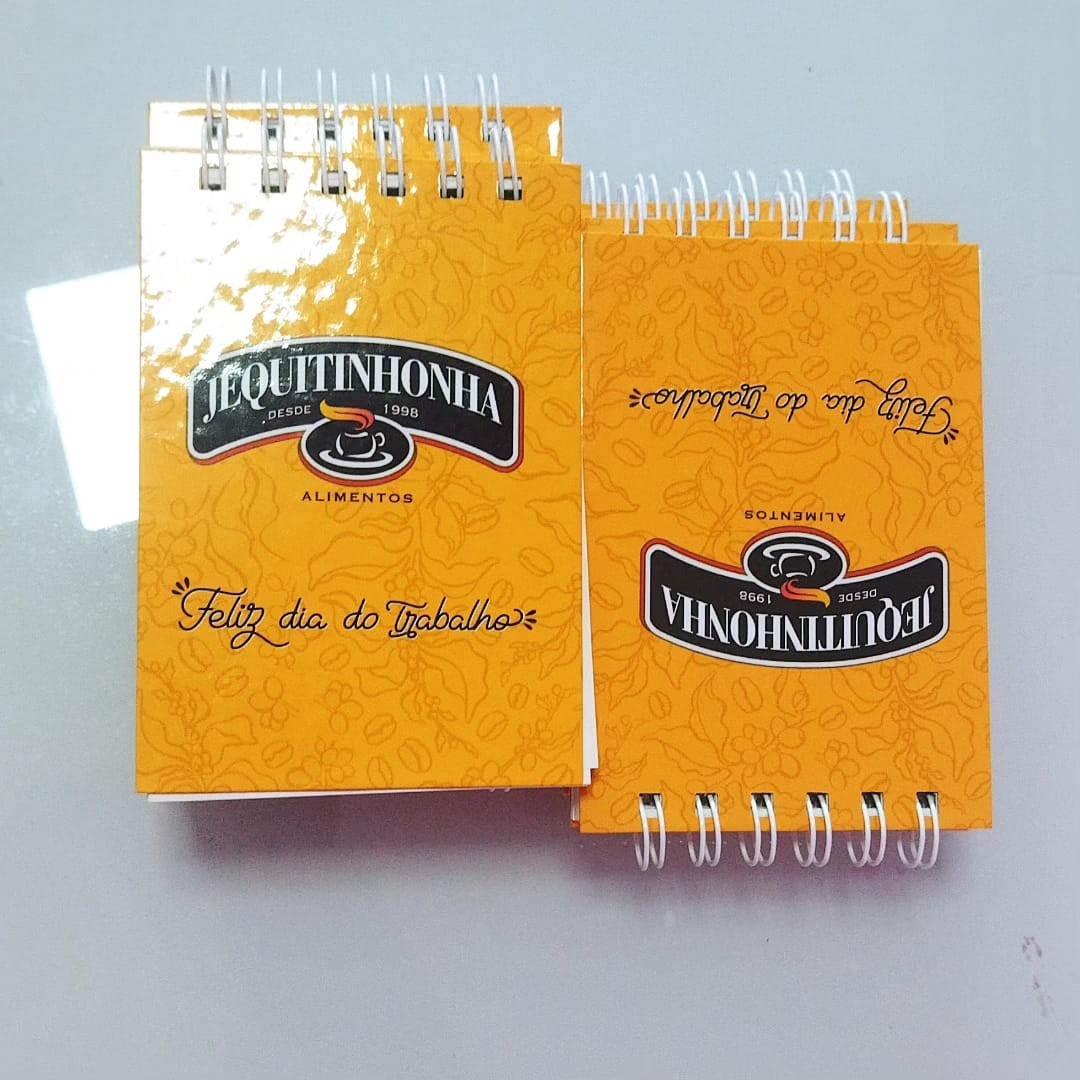 JEQUITINHONHA
DESDE 1998
ALIMENTOS
Feliz dia do Trabalho
Feliz dia do Trabalho
ALIMENTOS
DESDE 1998
JEQUITINHONHA